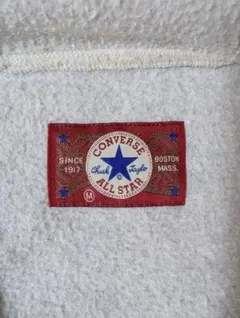 CONVERSE
SINCE
1917
Chuck Taylor
BOSTON
MASS.
ALL STAR
M